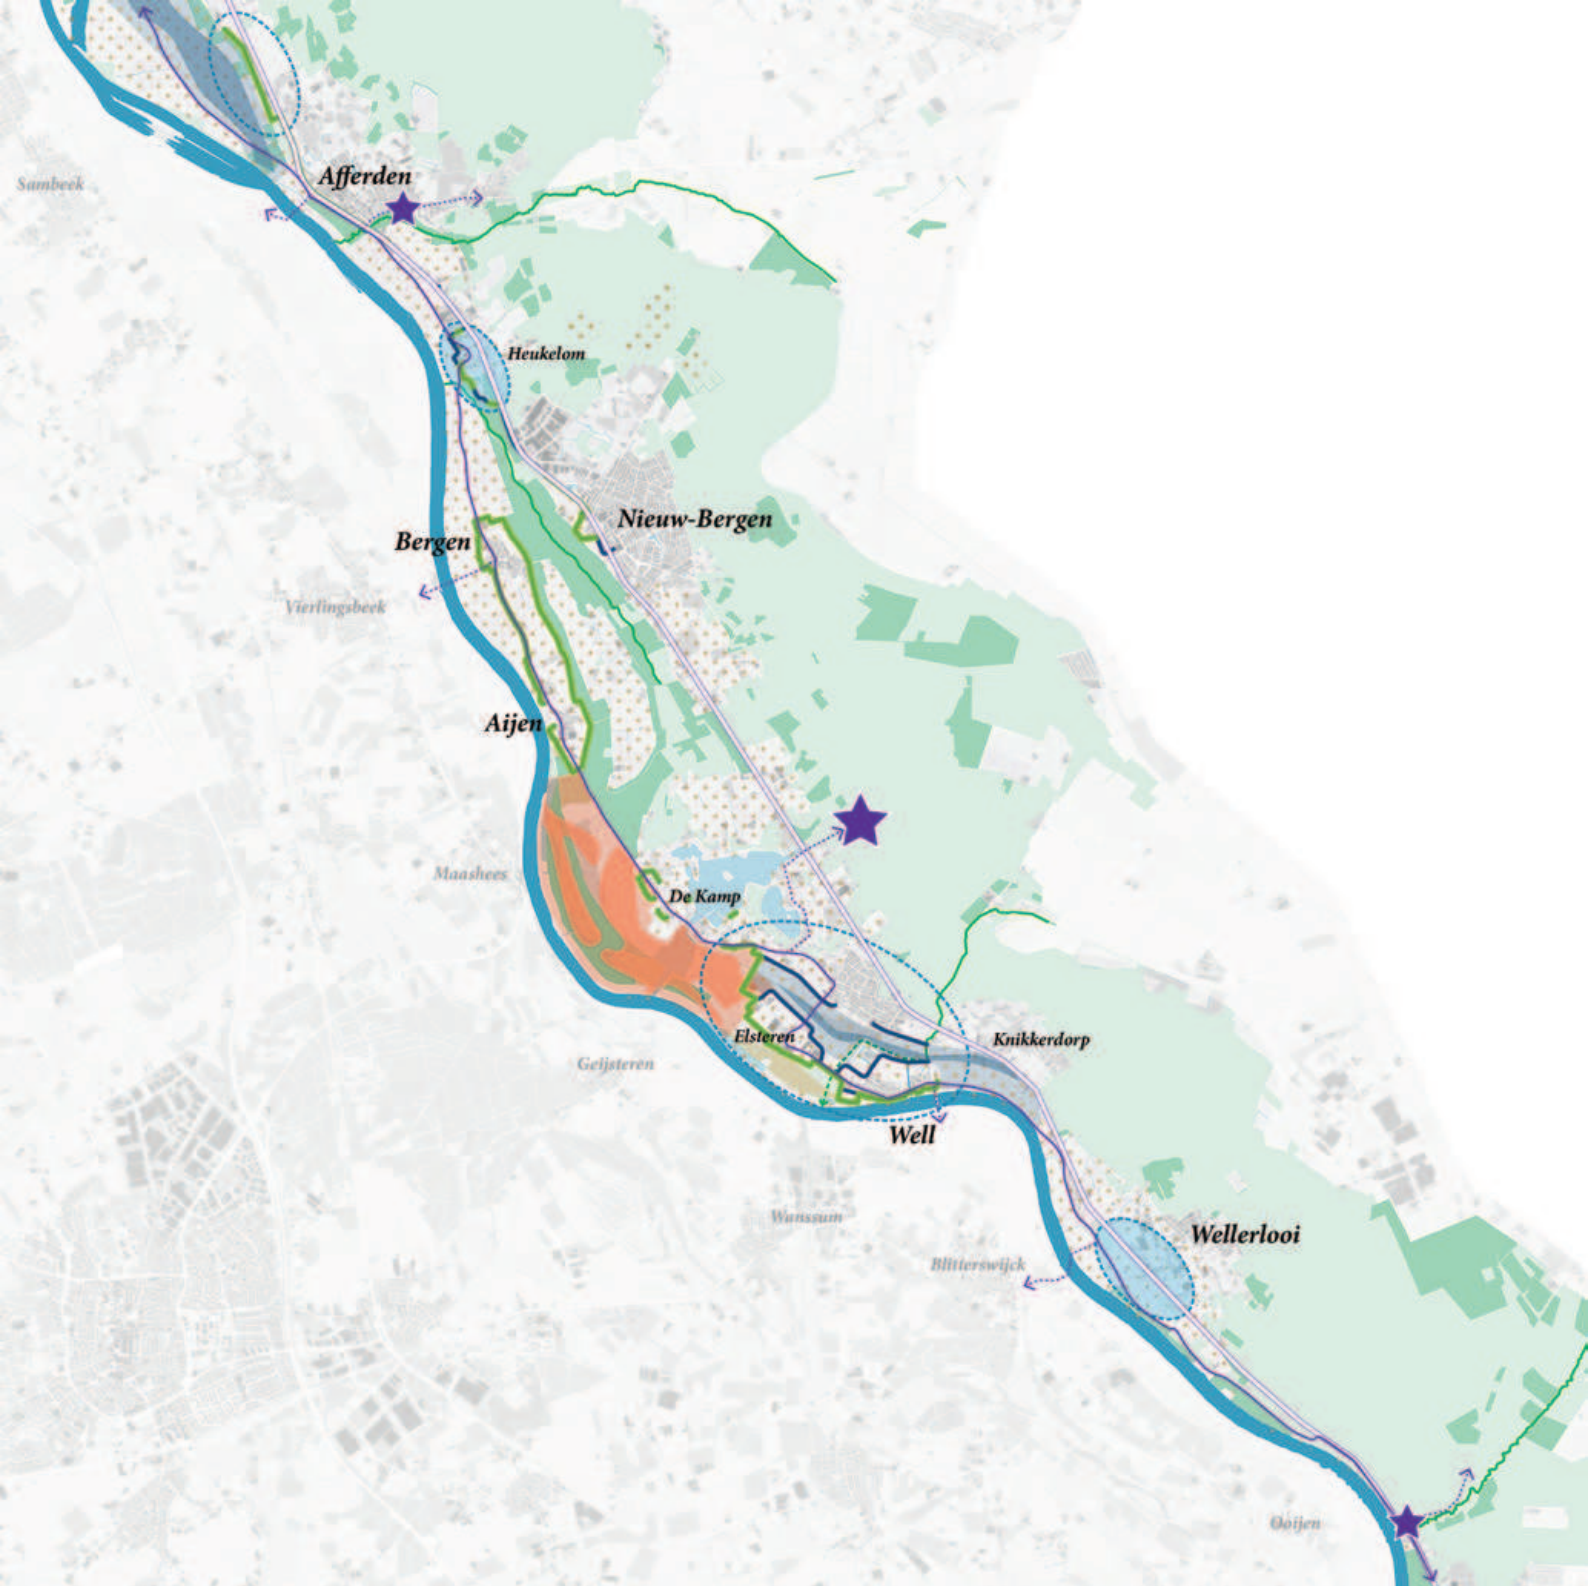 Afferden
Sambeek
Heukelom
Nieuw-Bergen
Bergen
Vierlingsbeek
Aijen
Maashees
De Kamp
Elsteren
Knikkerdorp
Geijsteren
Well
Wanssum
Wellerlooi
Blitterswijck
Ooijen